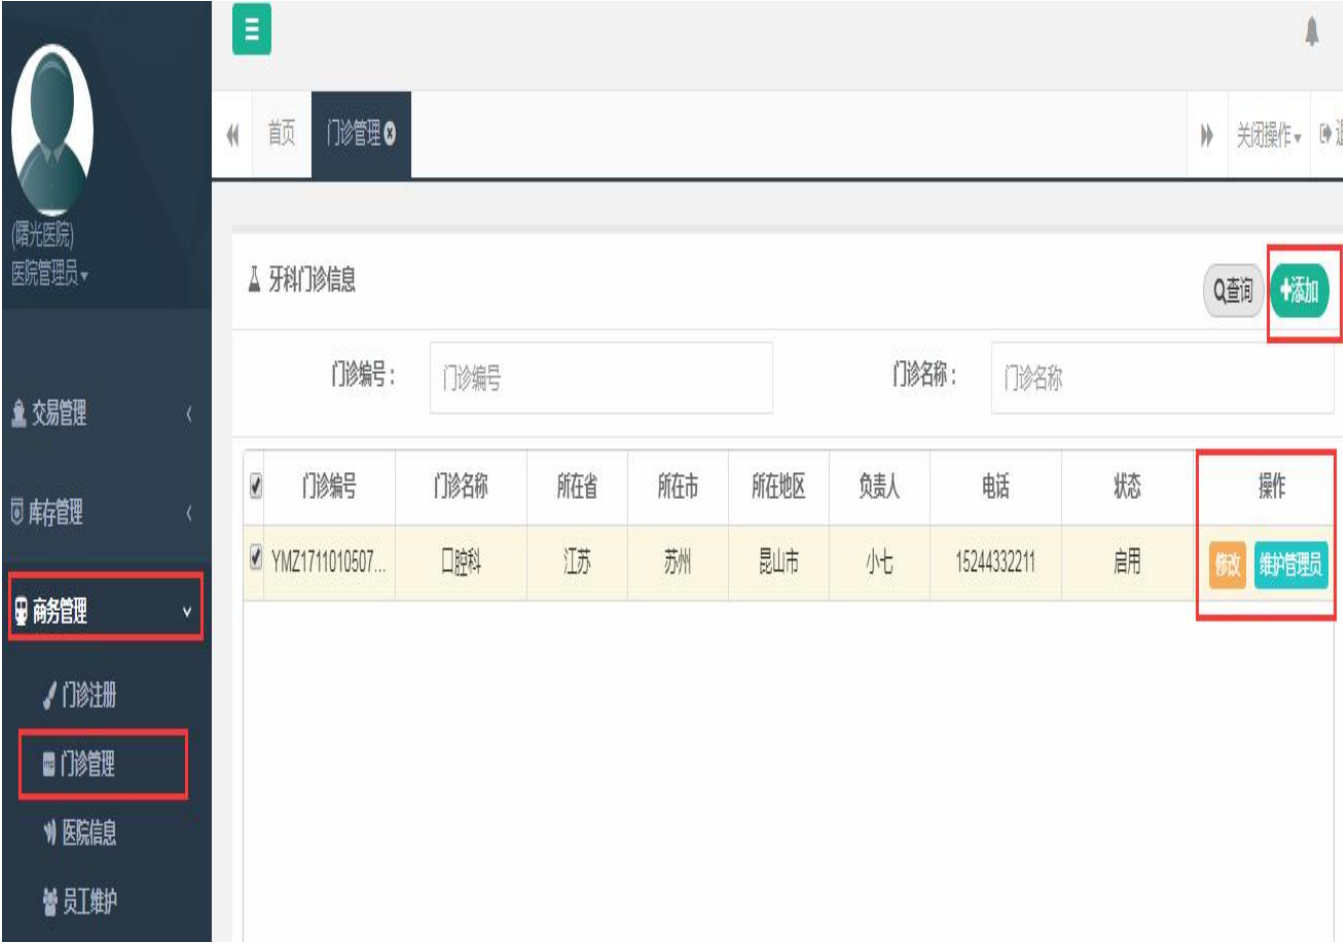 (曙光医院)
医院管理员
交易管理
库存管理
商务管理
门诊注册
门诊管理
医院信息
员工维护
首页 门诊管理 关闭操作
牙科门诊信息 查询 添加
门诊编号： 门诊编号 门诊名称： 门诊名称
门诊编号 门诊名称 所在省 所在市 所在地区 负责人 电话 状态 操作
YMZ1711010507... 口腔科 江苏 苏州 昆山市 小七 15244332211 启用 修改 维护管理员